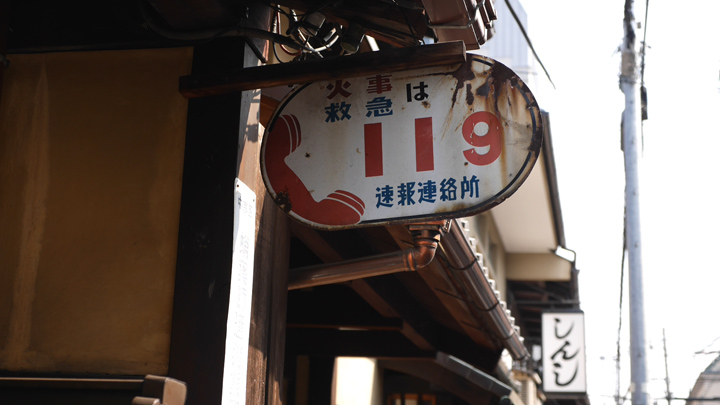 火事
救急は
119
速報連絡所
しんし